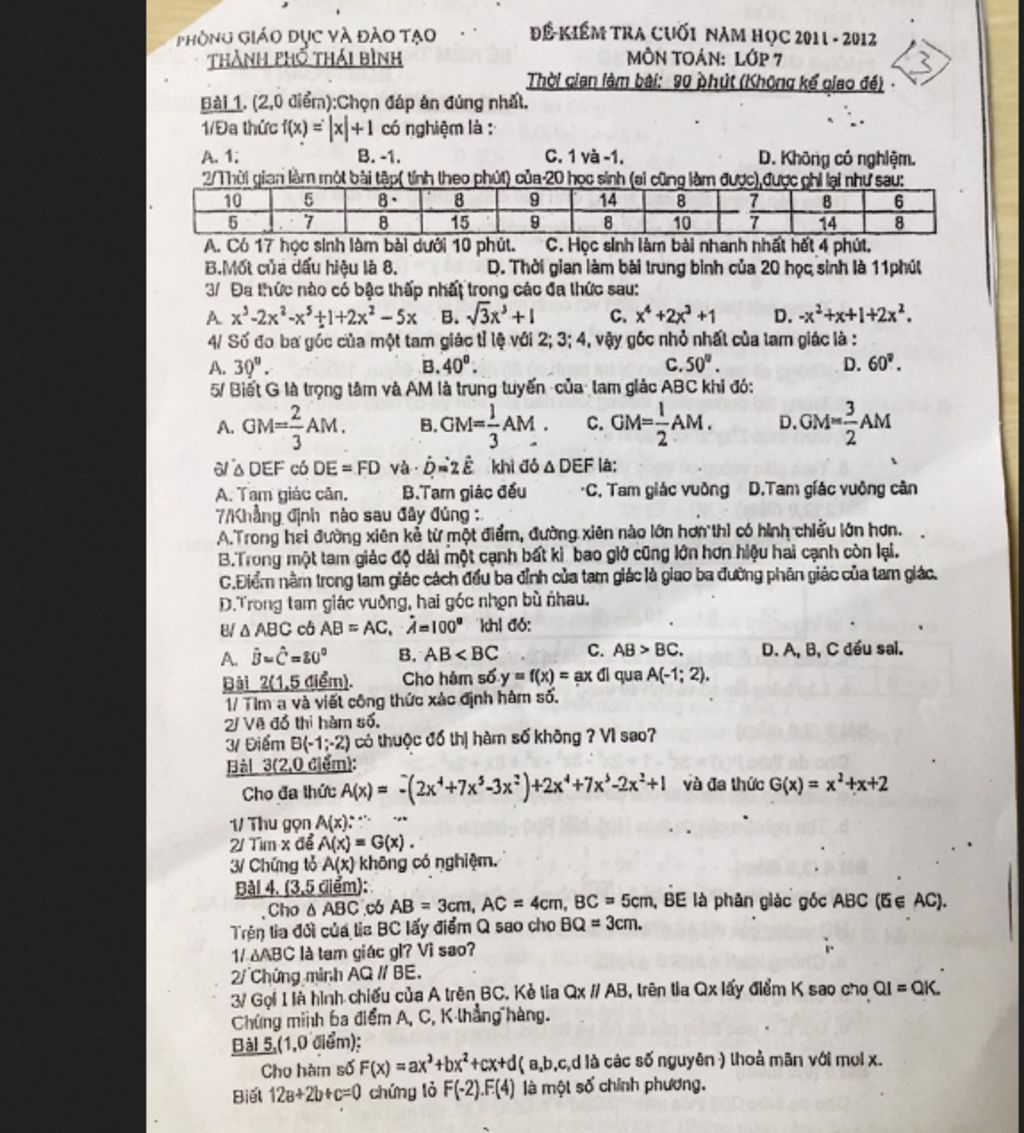 PHÒNG GIÁO DỤC VÀ ĐÀO TẠO
THÀNH PHỐ THÁI BÌNH
ĐỀ KIỂM TRA CUỐI NĂM HỌC 2011 - 2012
MÔN TOÁN: LỚP 7
Thời gian làm bài: 90 phút (Không kể giao đề)
3
Bài 1. (2,0 điểm):Chọn đáp án đúng nhất.
1/Đa thức f(x) = |x|+1 có nghiệm là :
A. 1. B. -1. C. 1 và -1. D. Không có nghiệm.
2/Thời gian làm một bài tập( tính theo phút) của 20 học sinh (ai cũng làm được),được ghi lại như sau:
10 5 8 8 9 14 8 7 8 6
5 7 8 15 9 8 10 7 14 8
A. Có 17 học sinh làm bài dưới 10 phút. C. Học sinh làm bài nhanh nhất hết 4 phút.
B.Mốt của dấu hiệu là 8. D. Thời gian làm bài trung bình của 20 học sinh là 11phút
3/ Đa thức nào có bậc thấp nhất trong các đa thức sau:
A. x⁵-2x²-x⁵+1+2x² – 5x B. √3x³ +1 C. x⁴ +2x³ +1 D. -x²+x+1+2x².
4/ Số đo ba góc của một tam giác tỉ lệ với 2; 3; 4, vậy góc nhỏ nhất của tam giác là :
A. 30⁰. B.40⁰. C.50⁰. D. 60⁰.
5/ Biết G là trọng tâm và AM là trung tuyến của tam giác ABC khi đó:
A. GM=2/3 AM. B.GM=1/3 AM . C. GM=1/2 AM. D.GM=3/2 AM
6/ Δ DEF có DE = FD và D̂=2 Ê khi đó Δ DEF là:
A. Tam giác cân. B.Tam giác đều C. Tam giác vuông D.Tam giác vuông cân
7/Khẳng định nào sau đây đúng :
A.Trong hai đường xiên kẻ từ một điểm, đường xiên nào lớn hơn thì có hình chiếu lớn hơn.
B.Trong một tam giác độ dài một cạnh bất kì bao giờ cũng lớn hơn hiệu hai cạnh còn lại.
C.Điểm nằm trong tam giác cách đều ba đỉnh của tam giác là giao ba đường phân giác của tam giác.
D.Trong tam giác vuông, hai góc nhọn bù nhau.
8/ Δ ABC có AB = AC, Â=100⁰ khi đó:
A. B̂=Ĉ=80⁰ B. AB < BC C. AB > BC. D. A, B, C đều sai.
Bài 2(1,5 điểm). Cho hàm số y = f(x) = ax đi qua A(-1; 2).
1/ Tìm a và viết công thức xác định hàm số.
2/ Vẽ đồ thị hàm số.
3/ Điểm B(-1;-2) có thuộc đồ thị hàm số không ? Vì sao?
Bài 3(2,0 điểm):
Cho đa thức A(x) = -(2x⁴+7x³-3x²)+2x⁴+7x³-2x²+1 và đa thức G(x) = x²+x+2
1/ Thu gọn A(x).
2/ Tìm x để A(x) = G(x) .
3/ Chứng tỏ A(x) không có nghiệm.
Bài 4. (3,5 điểm):
Cho Δ ABC có AB = 3cm, AC = 4cm, BC = 5cm, BE là phân giác góc ABC (E∈ AC).
Trên tia đối của tia BC lấy điểm Q sao cho BQ = 3cm.
1/ ΔABC là tam giác gì? Vì sao?
2/ Chứng minh AQ // BE.
3/ Gọi I là hình chiếu của A trên BC. Kẻ tia Qx // AB, trên tia Qx lấy điểm K sao cho QI = QK.
Chứng minh ba điểm A, C, K thẳng hàng.
Bài 5.(1,0 điểm):
Cho hàm số F(x) =ax³+bx²+cx+d( a,b,c,d là các số nguyên ) thoả mãn với mọi x.
Biết 12a+2b+c=0 chứng tỏ F(-2).F(4) là một số chính phương.